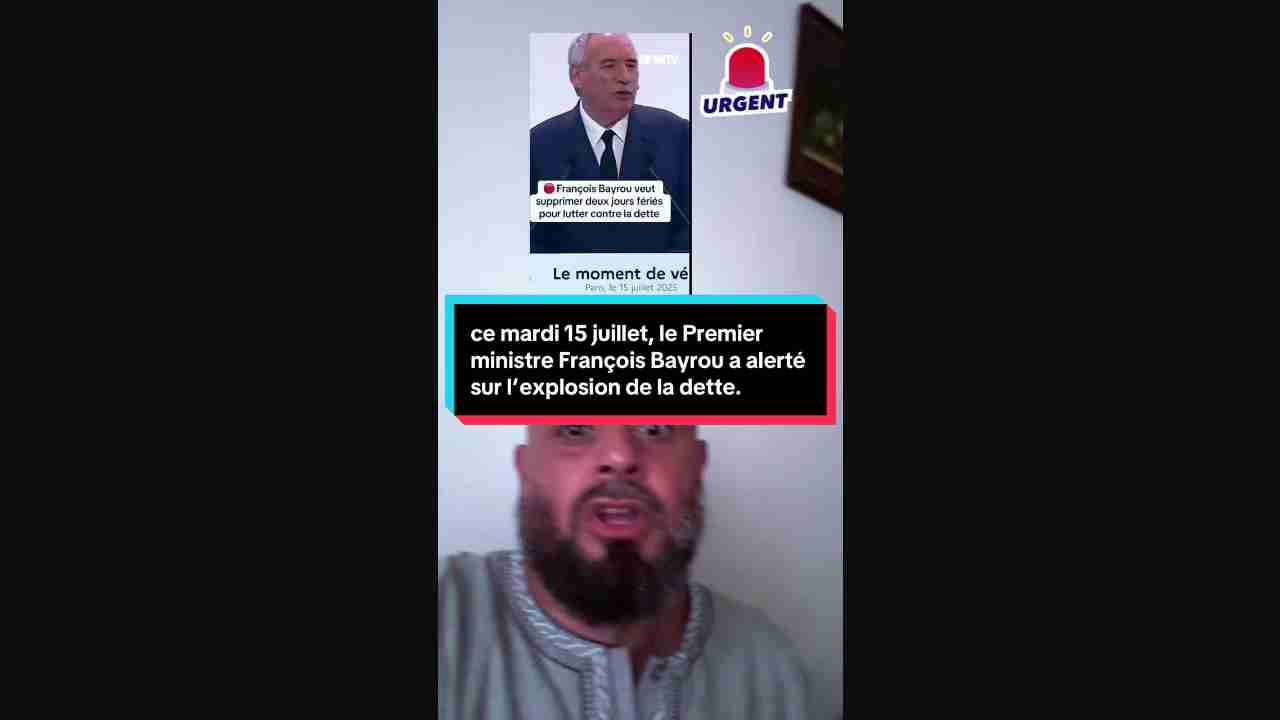 URGENT
François Bayrou veut
supprimer deux jours fériés
pour lutter contre la dette
Le moment de vé
Paris, le 15 juillet 2025
ce mardi 15 juillet, le Premier
ministre François Bayrou a alerté
sur l’explosion de la dette.